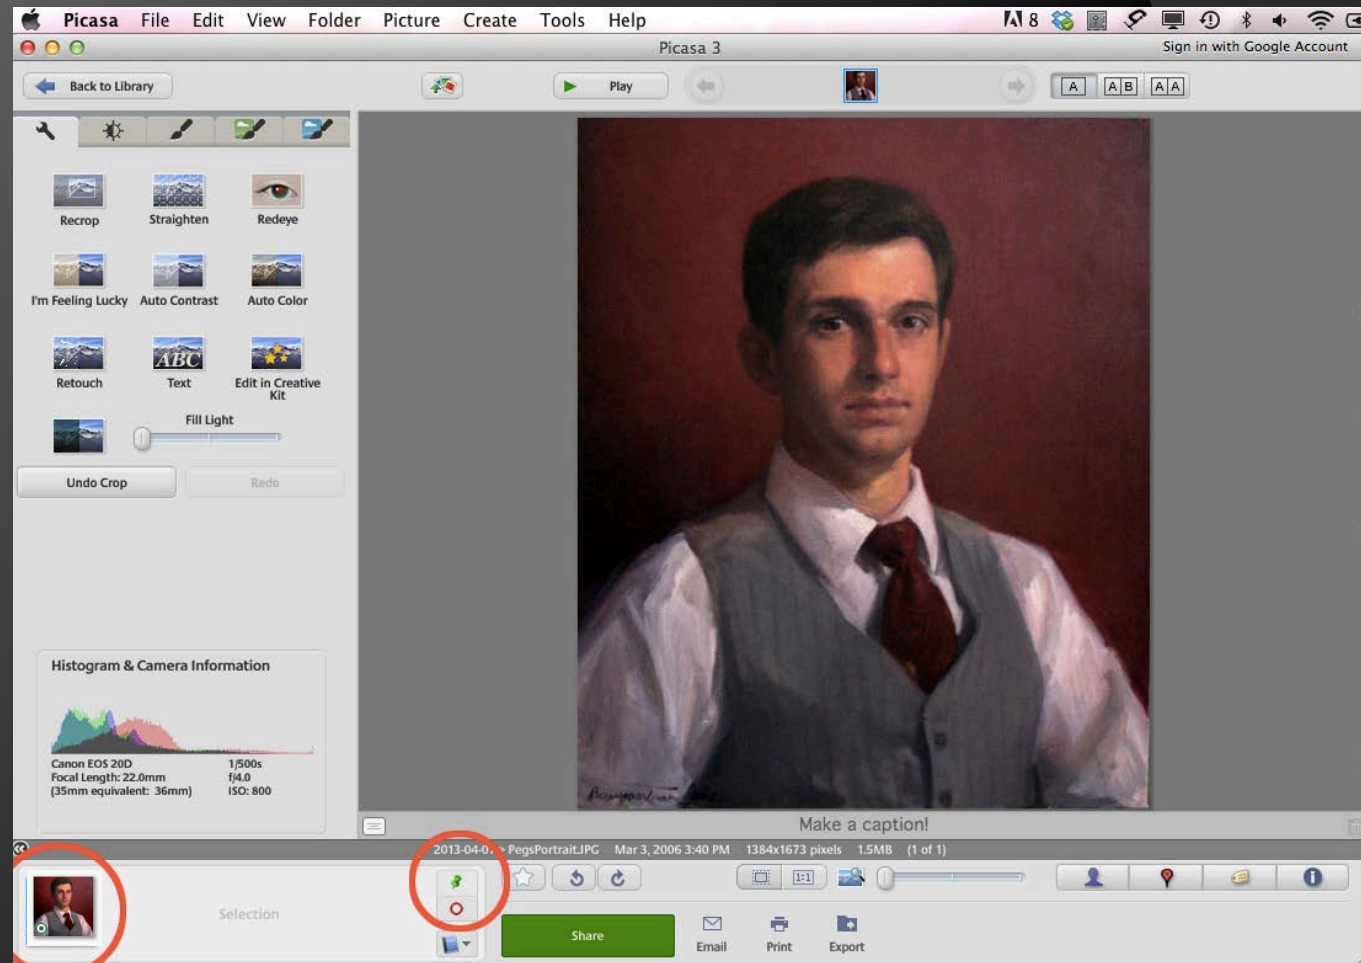 Picasa File Edit View Folder Picture Create Tools Help 8
Picasa 3 Sign in with Google Account
Back to Library Play A A B A A
Recrop Straighten Redeye
I'm Feeling Lucky Auto Contrast Auto Color
Retouch ABC Text Edit in Creative Kit
Fill Light
Undo Crop Redo
Histogram & Camera Information
Canon EOS 20D 1/500s
Focal Length: 22.0mm f/4.0
(35mm equivalent: 36mm) ISO: 800
Make a caption!
2013-04-0 > PegsPortrait.JPG Mar 3, 2006 3:40 PM 1384x1673 pixels 1.5MB (1 of 1)
1:1
Selection
Share Email Print Export